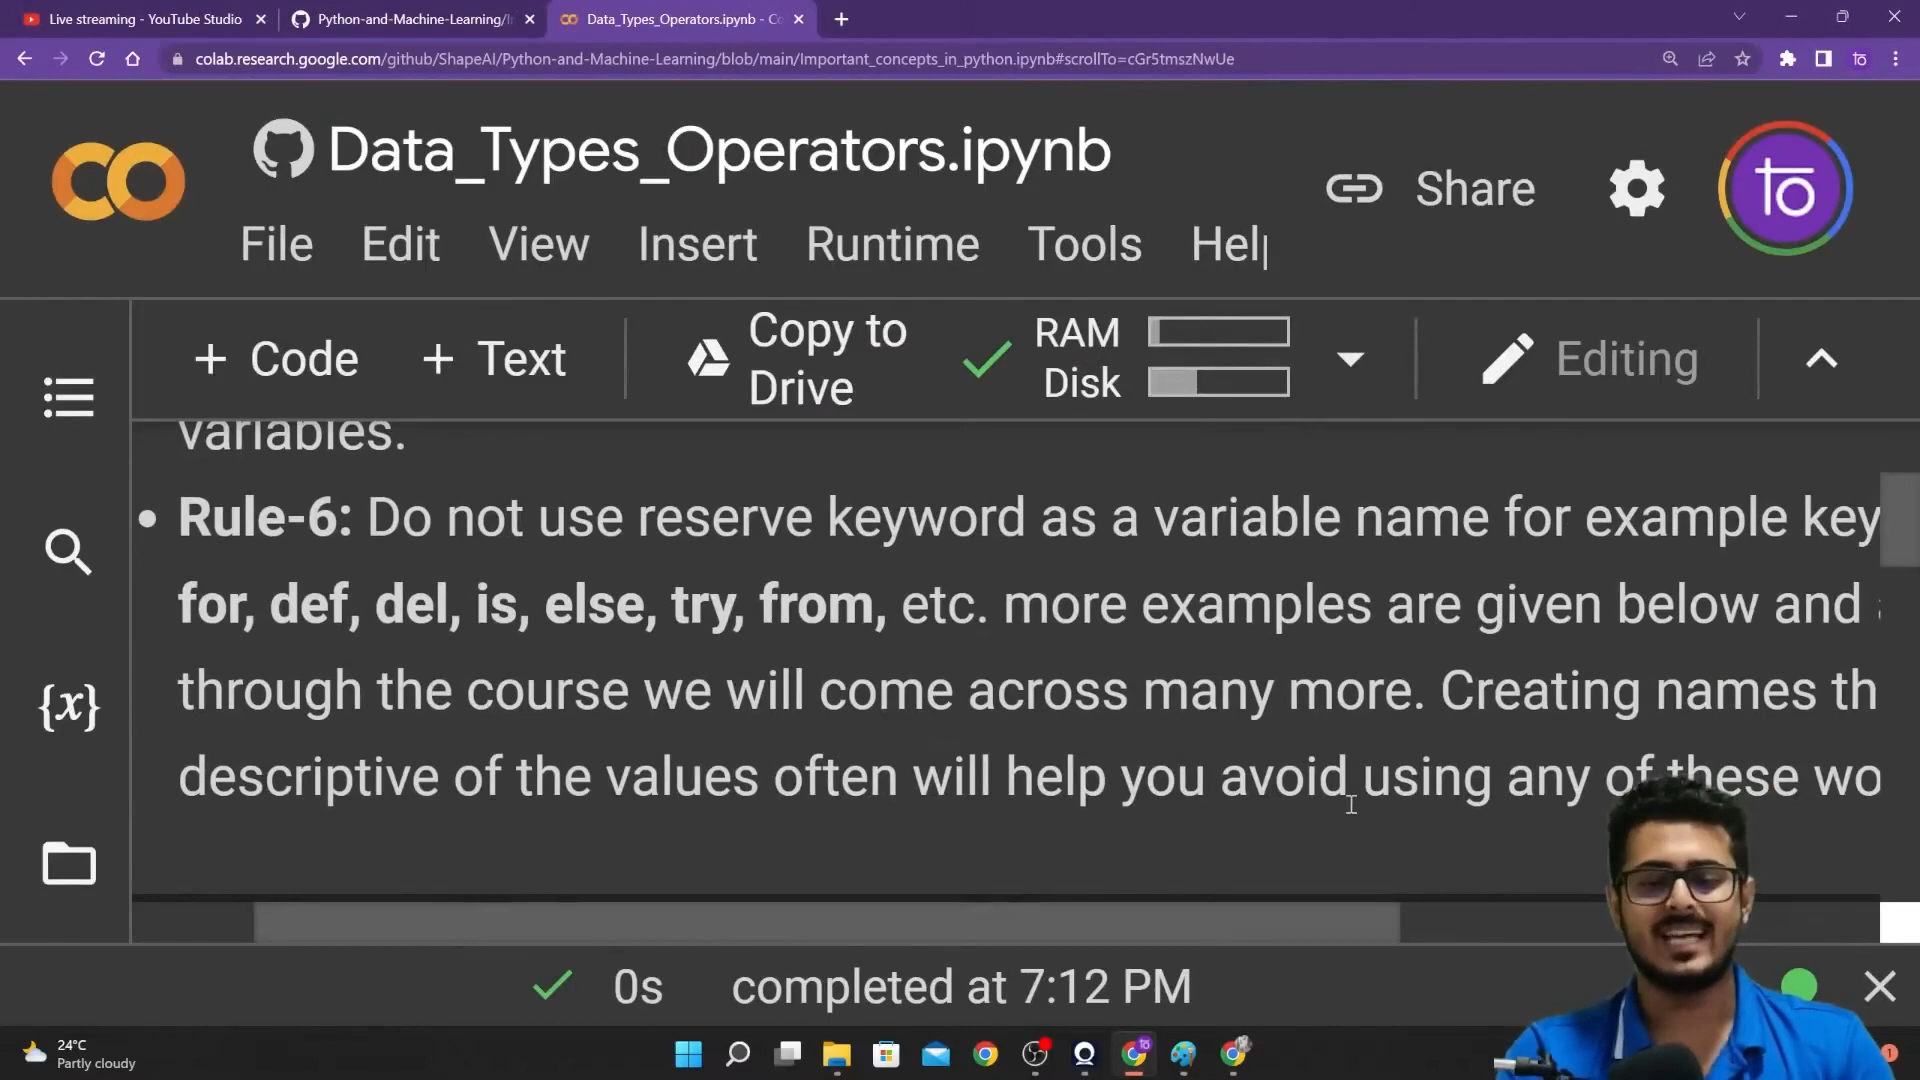 Live streaming - YouTube Studio
Python-and-Machine-Learning/
Data_Types_Operators.ipynb - Co
colab.research.google.com/github/ShapeAI/Python-and-Machine-Learning/blob/main/Important_concepts_in_python.ipynb#scrollTo=cGr5tmszNwUe
Data_Types_Operators.ipynb
Share
File Edit View Insert Runtime Tools Help
+ Code + Text
Copy to
Drive
RAM
Disk
Editing
variables.
• Rule-6: Do not use reserve keyword as a variable name for example key
for, def, del, is, else, try, from, etc. more examples are given below and
through the course we will come across many more. Creating names th
descriptive of the values often will help you avoid using any of these wo
{x}
0s completed at 7:12 PM
24°C
Partly cloudy